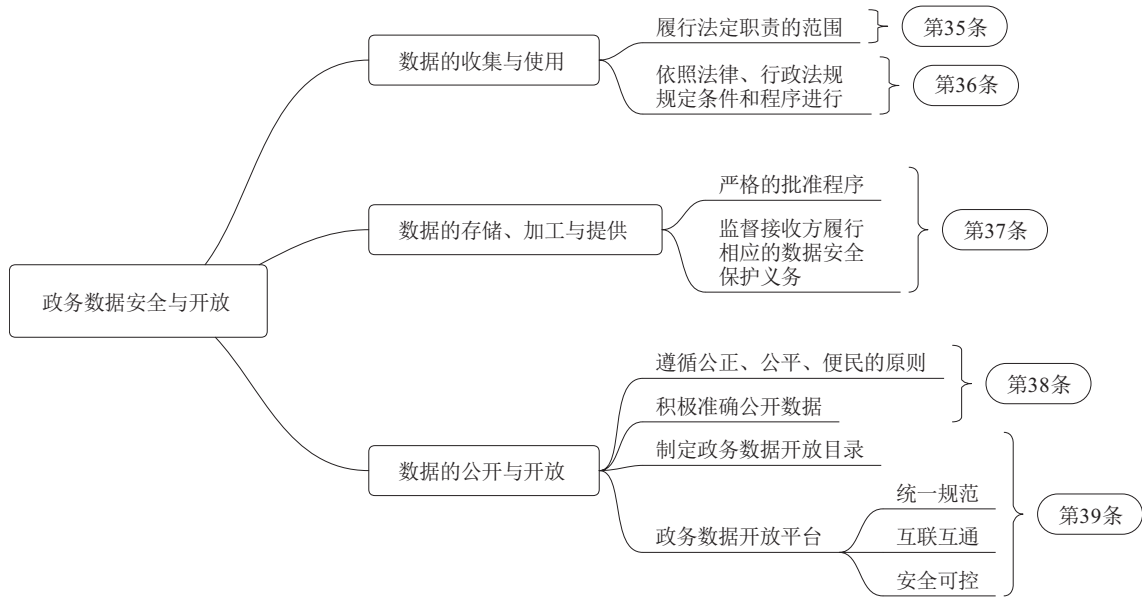 政务数据安全与开放
数据的收集与使用
履行法定职责的范围
第35条
依照法律、行政法规
规定条件和程序进行
第36条
数据的存储、加工与提供
严格的批准程序
监督接收方履行
相应的数据安全
保护义务
第37条
数据的公开与开放
遵循公正、公平、便民的原则
积极准确公开数据
第38条
制定政务数据开放目录
政务数据开放平台
统一规范
互联互通
安全可控
第39条